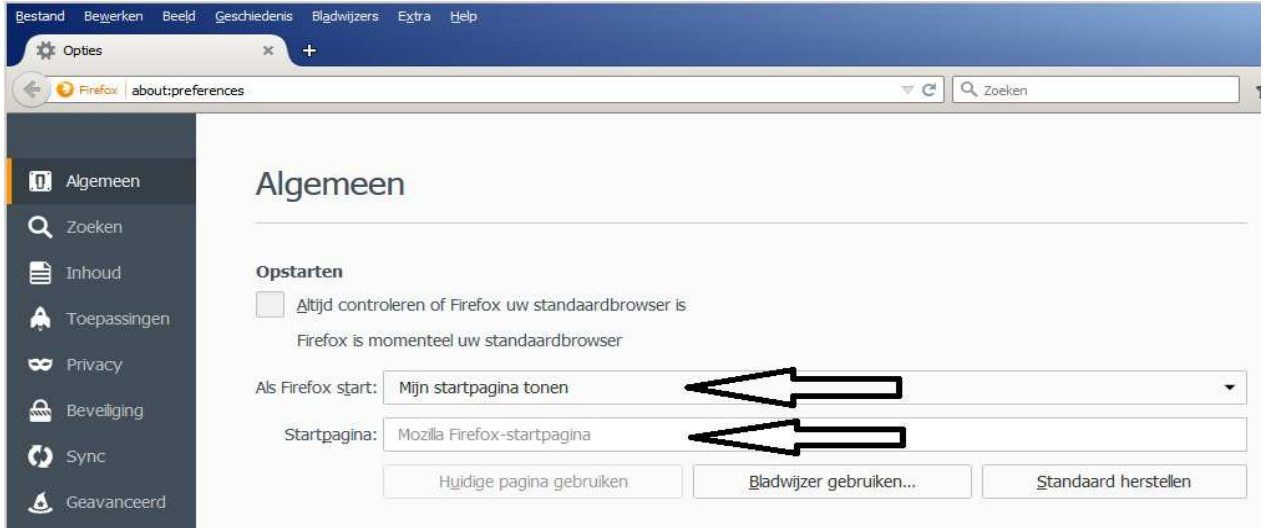 Bestand Bewerken Beeld Geschiedenis Bladwijzers Extra Help
Opties
Firefox about:preferences Zoeken
Algemeen
Zoeken
Inhoud
Toepassingen
Privacy
Beveiliging
Sync
Geavanceerd
Algemeen
Opstarten
Altijd controleren of Firefox uw standaardbrowser is
Firefox is momenteel uw standaardbrowser
Als Firefox start: Mijn startpagina tonen
Startpagina: Mozilla Firefox-startpagina
Huidige pagina gebruiken Bladwijzer gebruiken... Standaard herstellen